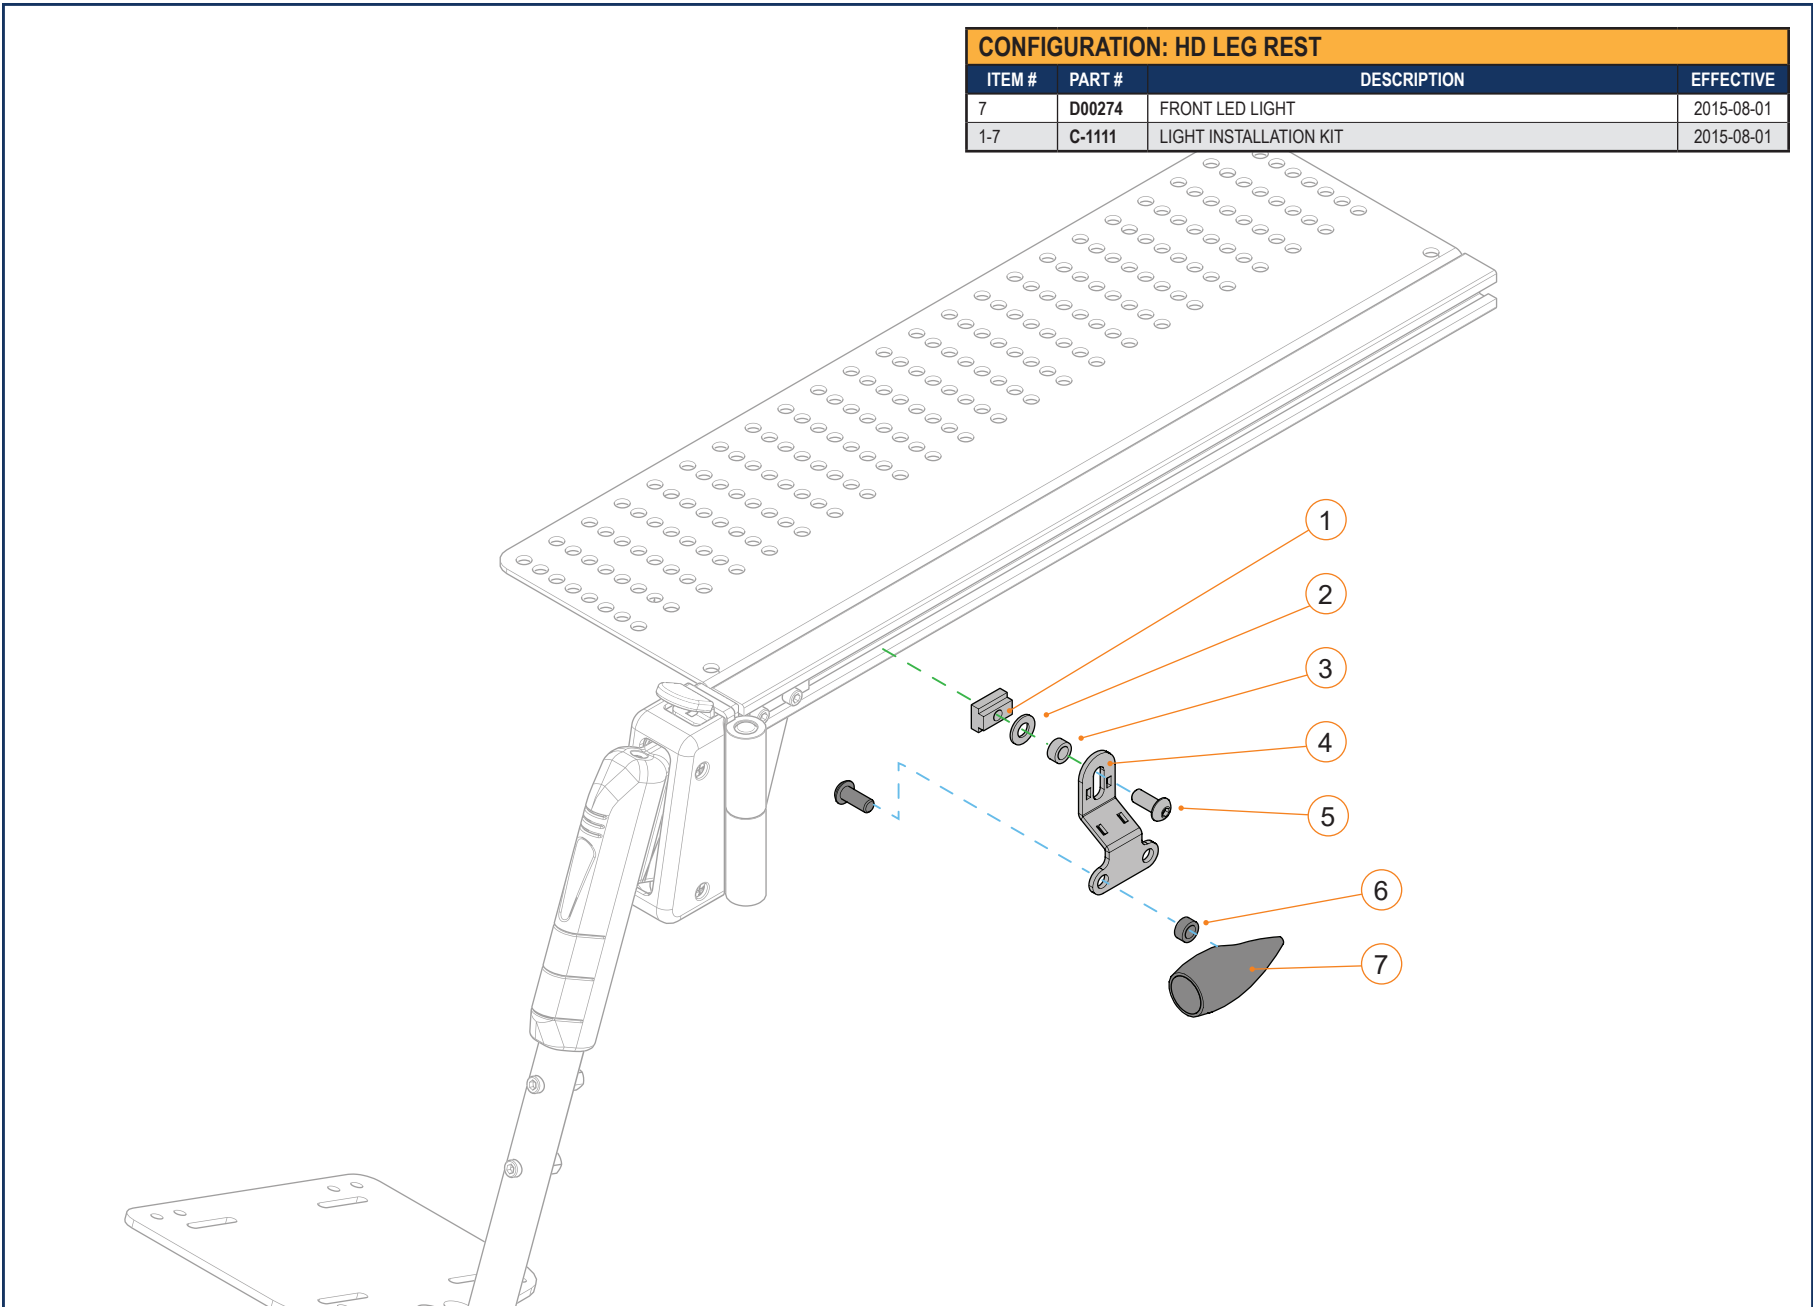 CONFIGURATION: HD LEG REST
ITEM # PART # DESCRIPTION EFFECTIVE
7 D00274 FRONT LED LIGHT 2015-08-01
1-7 C-1111 LIGHT INSTALLATION KIT 2015-08-01
1
2
3
4
5
6
7